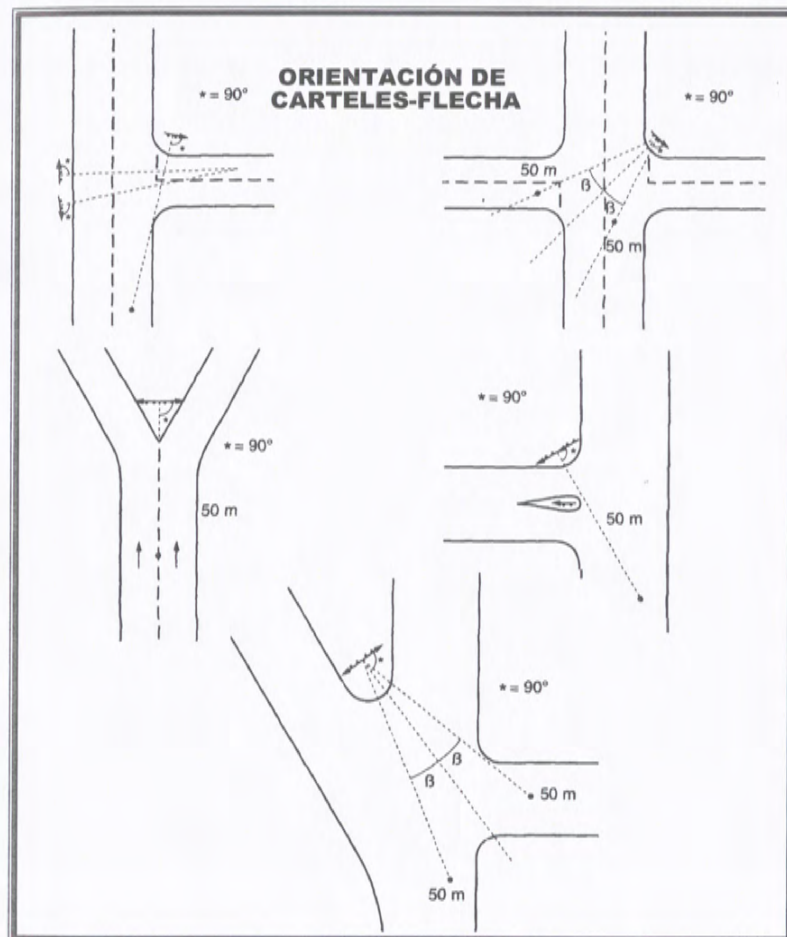 ORIENTACIÓN DE
CARTELES-FLECHA
* = 90°
* = 90°
50 m
β
β
50 m
* = 90°
50 m
* = 90°
50 m
* = 90°
β
β
50 m
50 m